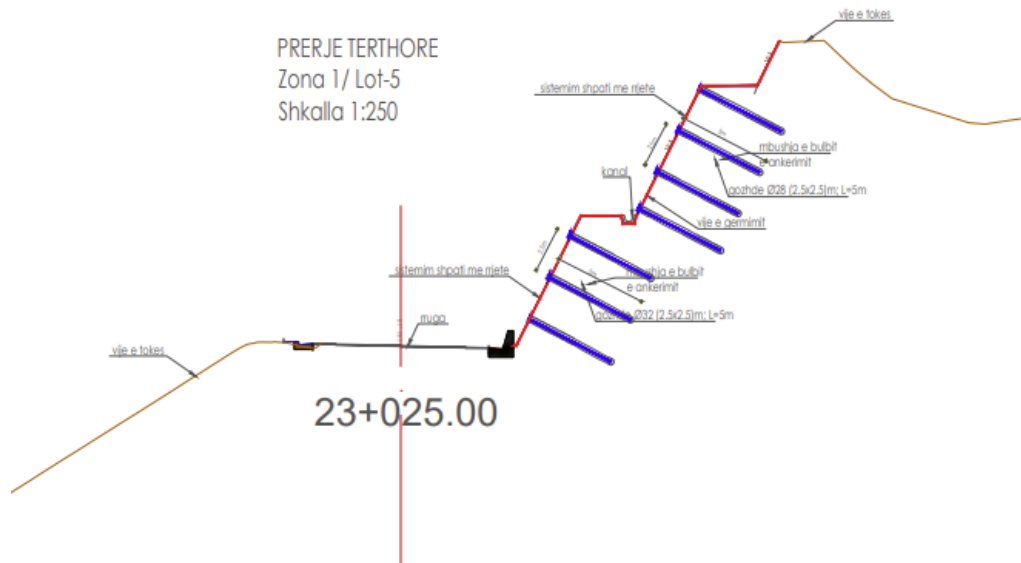 vije e tokes
PRERJE TERTHORE
Zona 1/ Lot-5
Shkalla 1:250
sistemim shpati me rrjete
mbushja e bulbit
e ankerimit
kanal
gozhde Ø28 (2.5x2.5)m; L=5m
vije e germimit
sistemim shpati me rrjete
mbushja e bulbit
e ankerimit
gozhde Ø32 (2.5x2.5)m; L=5m
rruga
vije e tokes
23+025.00